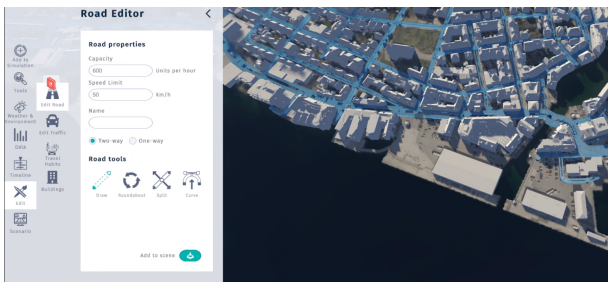 Road Editor
Add to
Simulation
Tools
Weather &
Environment
Data
Timeline
Edit
Scenario
Edit Road
Edit Traffic
Travel
Habits
Buildings
Road properties
Capacity
600 Units per hour
Speed Limit
50 Km/h
Name
Two-way One-way
Road tools
Draw Roundabout Split Curve
Add to scene